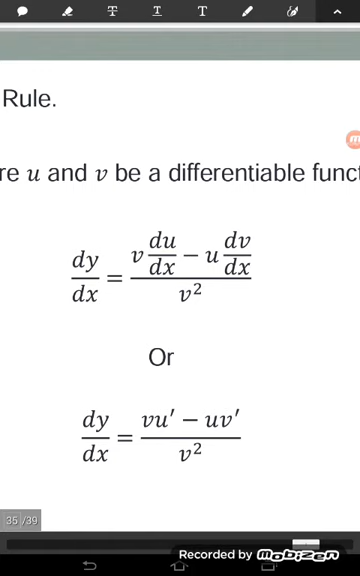 Rule.
re u and v be a differentiable funct
dy/dx = (v du/dx − u dv/dx)/v²
Or
dy/dx = (vu′ − uv′)/v²
35 /39
Recorded by mobizen